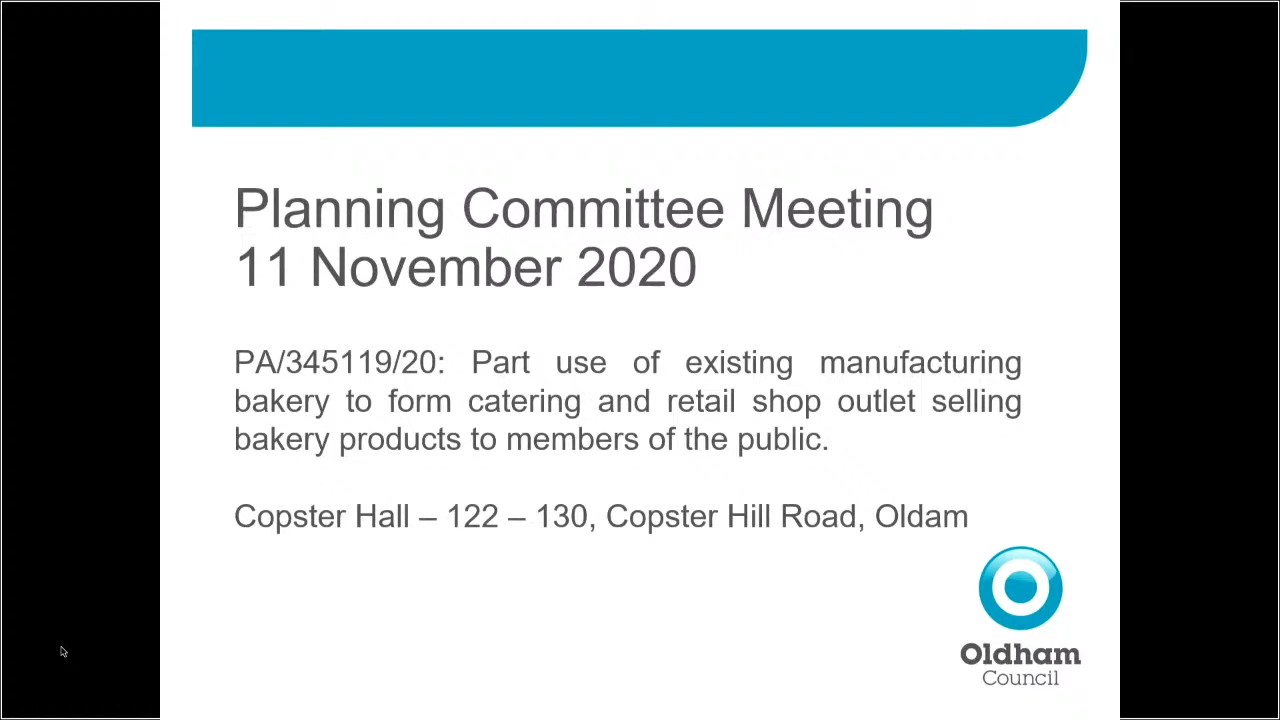 Planning Committee Meeting
11 November 2020
PA/345119/20: Part use of existing manufacturing
bakery to form catering and retail shop outlet selling
bakery products to members of the public.
Copster Hall – 122 – 130, Copster Hill Road, Oldam
Oldham
Council